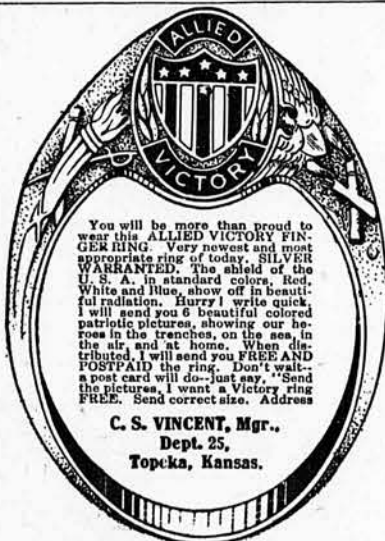 ALLIED
VICTORY
You will be more than proud to
wear this ALLIED VICTORY FIN-
GER RING. Very newest and most
appropriate ring of today. SILVER
WARRANTED. The shield of the
U. S. A. in standard colors, Red,
White and Blue, show off in beauti-
ful radiation. Hurry! write quick.
I will send you 6 beautiful colored
patriotic pictures, showing our he-
roes in the trenches, on the sea, in
the air, and at home. When dis-
tributed, I will send you FREE AND
POSTPAID the ring. Don't wait--
a post card will do--just say, "Send
the pictures, I want a Victory ring
FREE. Send correct size. Address
C. S. VINCENT, Mgr.,
Dept. 25,
Topeka, Kansas.